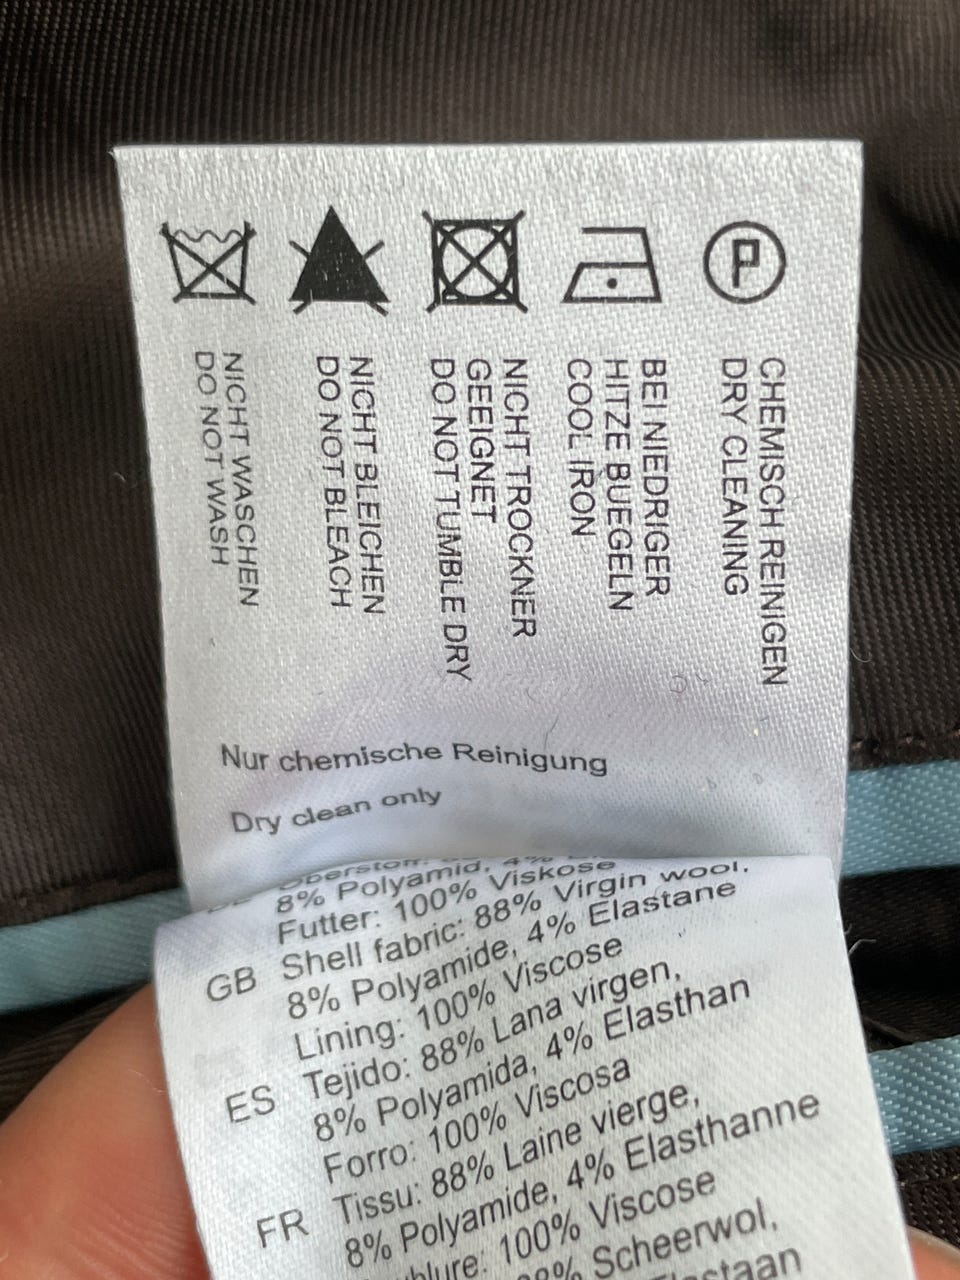 P
NICHT WASCHEN
DO NOT WASH
NICHT BLEICHEN
DO NOT BLEACH
NICHT TROCKNER
GEEIGNET
DO NOT TUMBLE DRY
BEI NIEDRIGER
HITZE BUEGELN
COOL IRON
CHEMISCH REINIGEN
DRY CLEANING
Nur chemische Reinigung
Dry clean only
Oberstoff: 4%
8% Polyamid,
Futter: 100% Viskose
GB Shell fabric: 88% Virgin wool,
8% Polyamide, 4% Elastane
Lining: 100% Viscose
ES Tejido: 88% Lana virgen,
8% Polyamida, 4% Elasthan
Forro: 100% Viscosa
FR Tissu: 88% Laine vierge,
8% Polyamide, 4% Elasthanne
100% Viscose
Scheerwol,